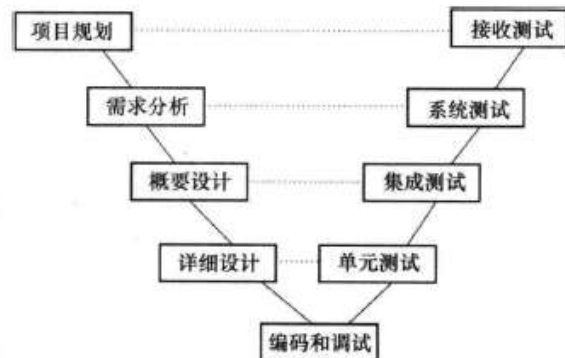 项目规划
接收测试
需求分析
系统测试
概要设计
集成测试
详细设计
单元测试
编码和调试